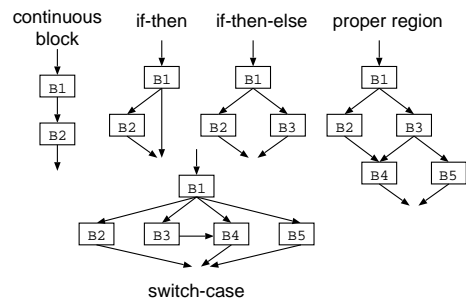 continuous block
if-then
if-then-else
proper region
B1
B2
B1
B2
B1
B2
B3
B1
B2
B3
B4
B5
B1
B2
B3
B4
B5
switch-case